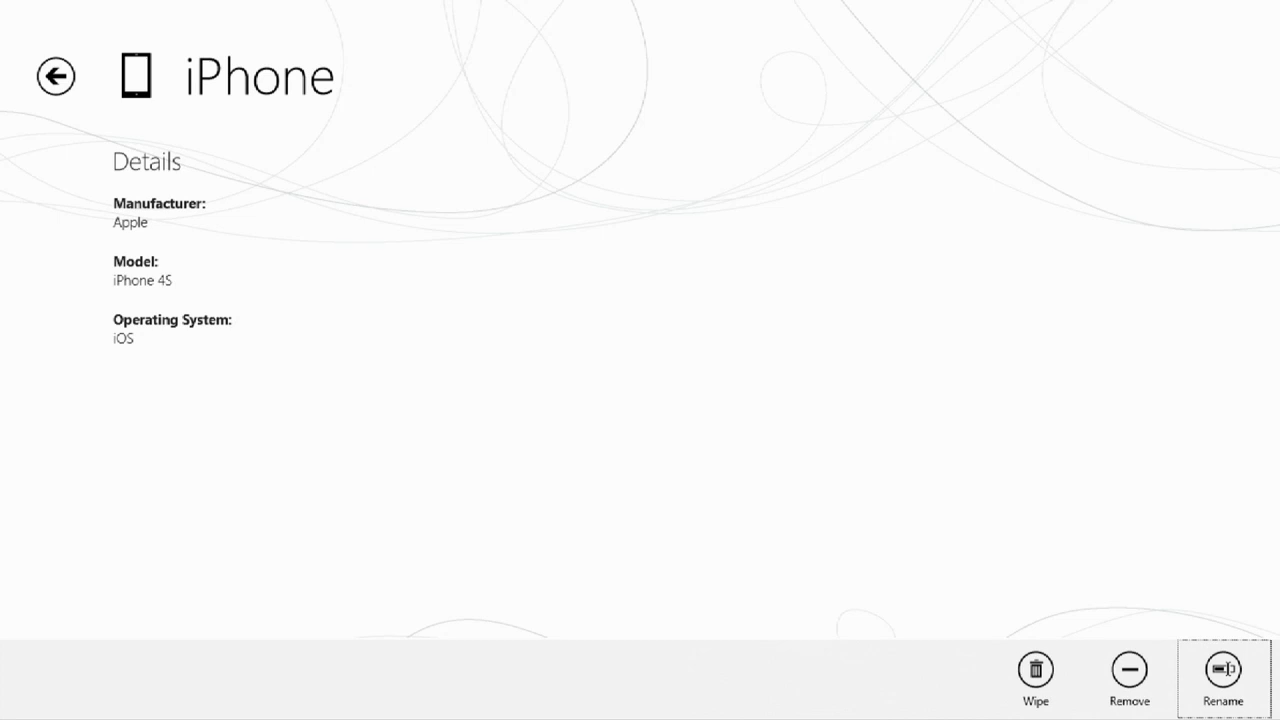 iPhone
Details
Manufacturer:
Apple
Model:
iPhone 4S
Operating System:
iOS
Wipe
Remove
Rename